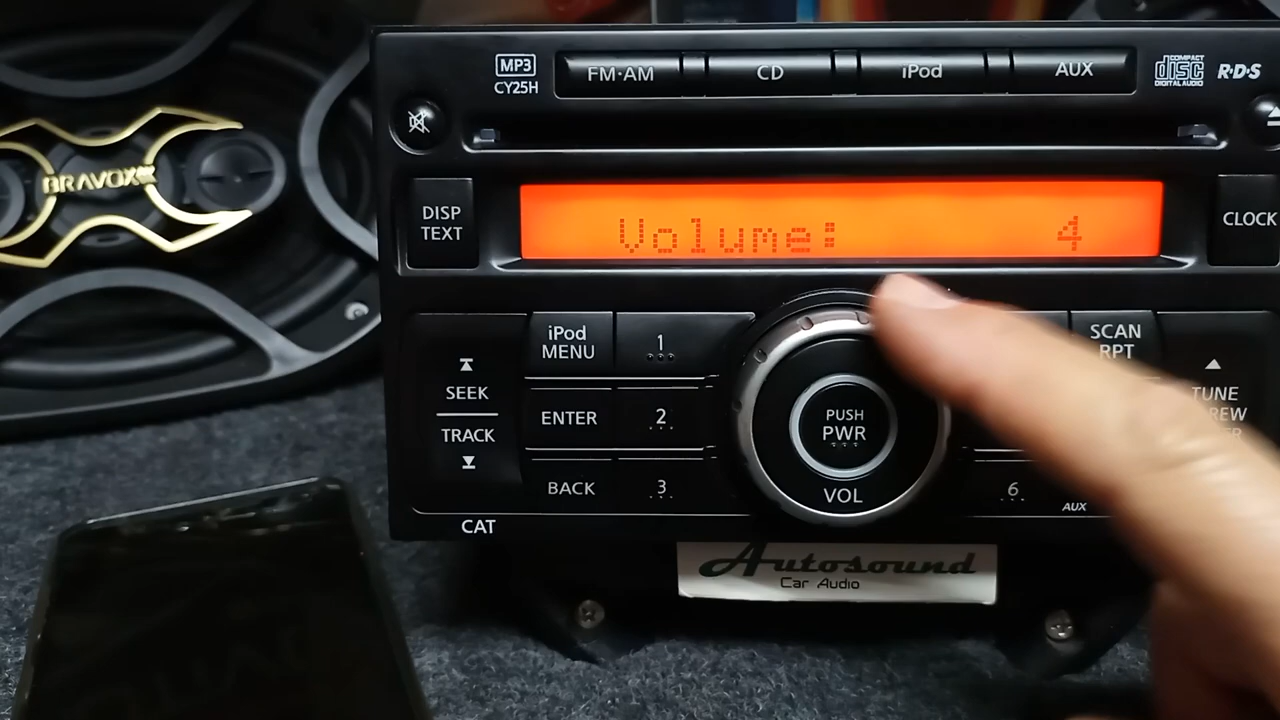 MP3
CY25H
FM·AM
CD
iPod
AUX
COMPACT
disc
DIGITAL AUDIO
R·D·S
BRAVOX
DISP
TEXT
Volume: 4
CLOCK
SEEK
TRACK
iPod
MENU
1
ENTER
2
BACK
3
PUSH
PWR
VOL
SCAN
RPT
TUNE
6
AUX
CAT
Autosound
Car Audio